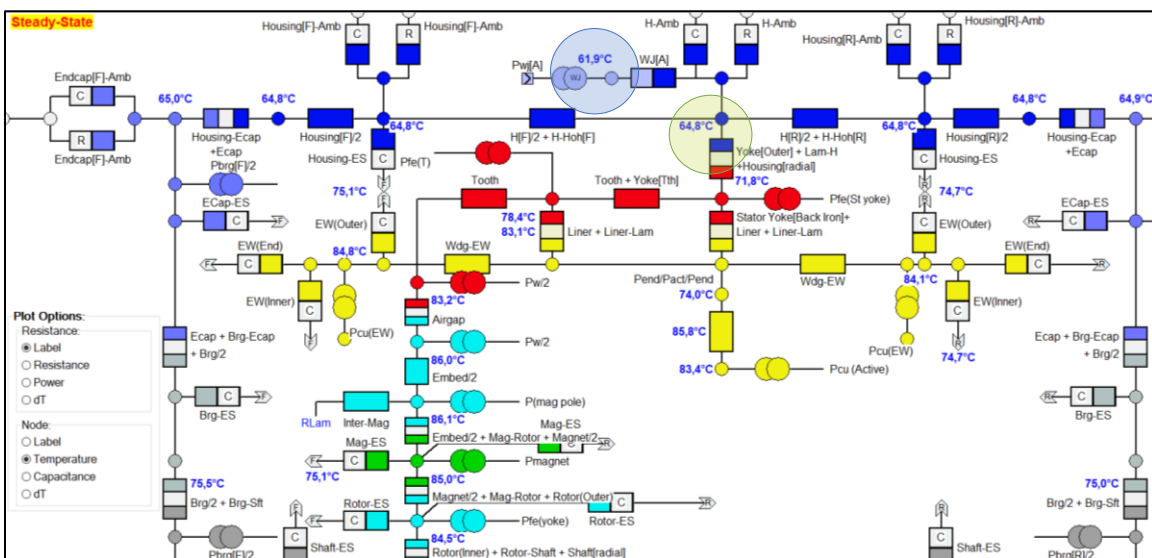 Steady-State
Housing[F]-Amb
Housing[F]-Amb
H-Amb
H-Amb
Housing[R]-Amb
Housing[R]-Amb
C
R
C
R
C
R
61,9°C
WJ[A]
Pwj[A]
WJ
Endcap[F]-Amb
C
65,0°C
64,8°C
64,8°C
64,8°C
64,8°C
64,8°C
64,9°C
R
Endcap[F]-Amb
Housing-Ecap
+Ecap
Housing[F]/2
H[F]/2 + H-Hoh[F]
H[R]/2 + H-Hoh[R]
Housing[R]/2
Housing-Ecap
+Ecap
Pbrg[F]/2
Housing-ES
C
Pfe(T)
Yoke[Outer] + Lam-H
+Housing[radial]
71,8°C
Housing-ES
C
ECap-ES
C
F
75,1°C
F
F
Tooth
Tooth + Yoke[Tth]
Pfe(St yoke)
74,7°C
R
R
ECap-ES
R
C
EW(Outer)
C
78,4°C
83,1°C
Liner + Liner-Lam
Stator Yoke[Back Iron]+
Liner + Liner-Lam
C
EW(Outer)
EW(End)
F
C
84,8°C
Wdg-EW
Wdg-EW
EW(End)
C
R
Pend/Pact/Pend
84,1°C
EW(Inner)
C
F
Pcu(EW)
Pw/2
74,0°C
EW(Inner)
C
R
83,2°C
Airgap
Pw/2
85,8°C
Pcu(EW)
74,7°C
86,0°C
Embed/2
83,4°C
Pcu (Active)
Plot Options:
Resistance:
Label
Resistance
Power
dT
Node:
Label
Temperature
Capacitance
dT
Ecap + Brg-Ecap
+ Brg/2
Ecap + Brg-Ecap
+ Brg/2
C
F
Brg-ES
R
C
Brg-ES
RLam
Inter-Mag
P(mag pole)
86,1°C
Mag-ES
Embed/2 + Mag-Rotor + Magnet/2
C
R
Mag-ES
F
C
75,1°C
Pmagnet
85,0°C
Magnet/2 + Mag-Rotor + Rotor(Outer)
75,5°C
Brg/2 + Brg-Sft
75,0°C
Brg/2 + Brg-Sft
Rotor-ES
F
C
Pfe(yoke)
C
Rotor-ES
R
84,5°C
Rotor(Inner) + Rotor-Shaft + Shaft[radial]
Pbrg[F]/2
F
C
Shaft-ES
R
C
Shaft-ES
Pbrg[R]/2